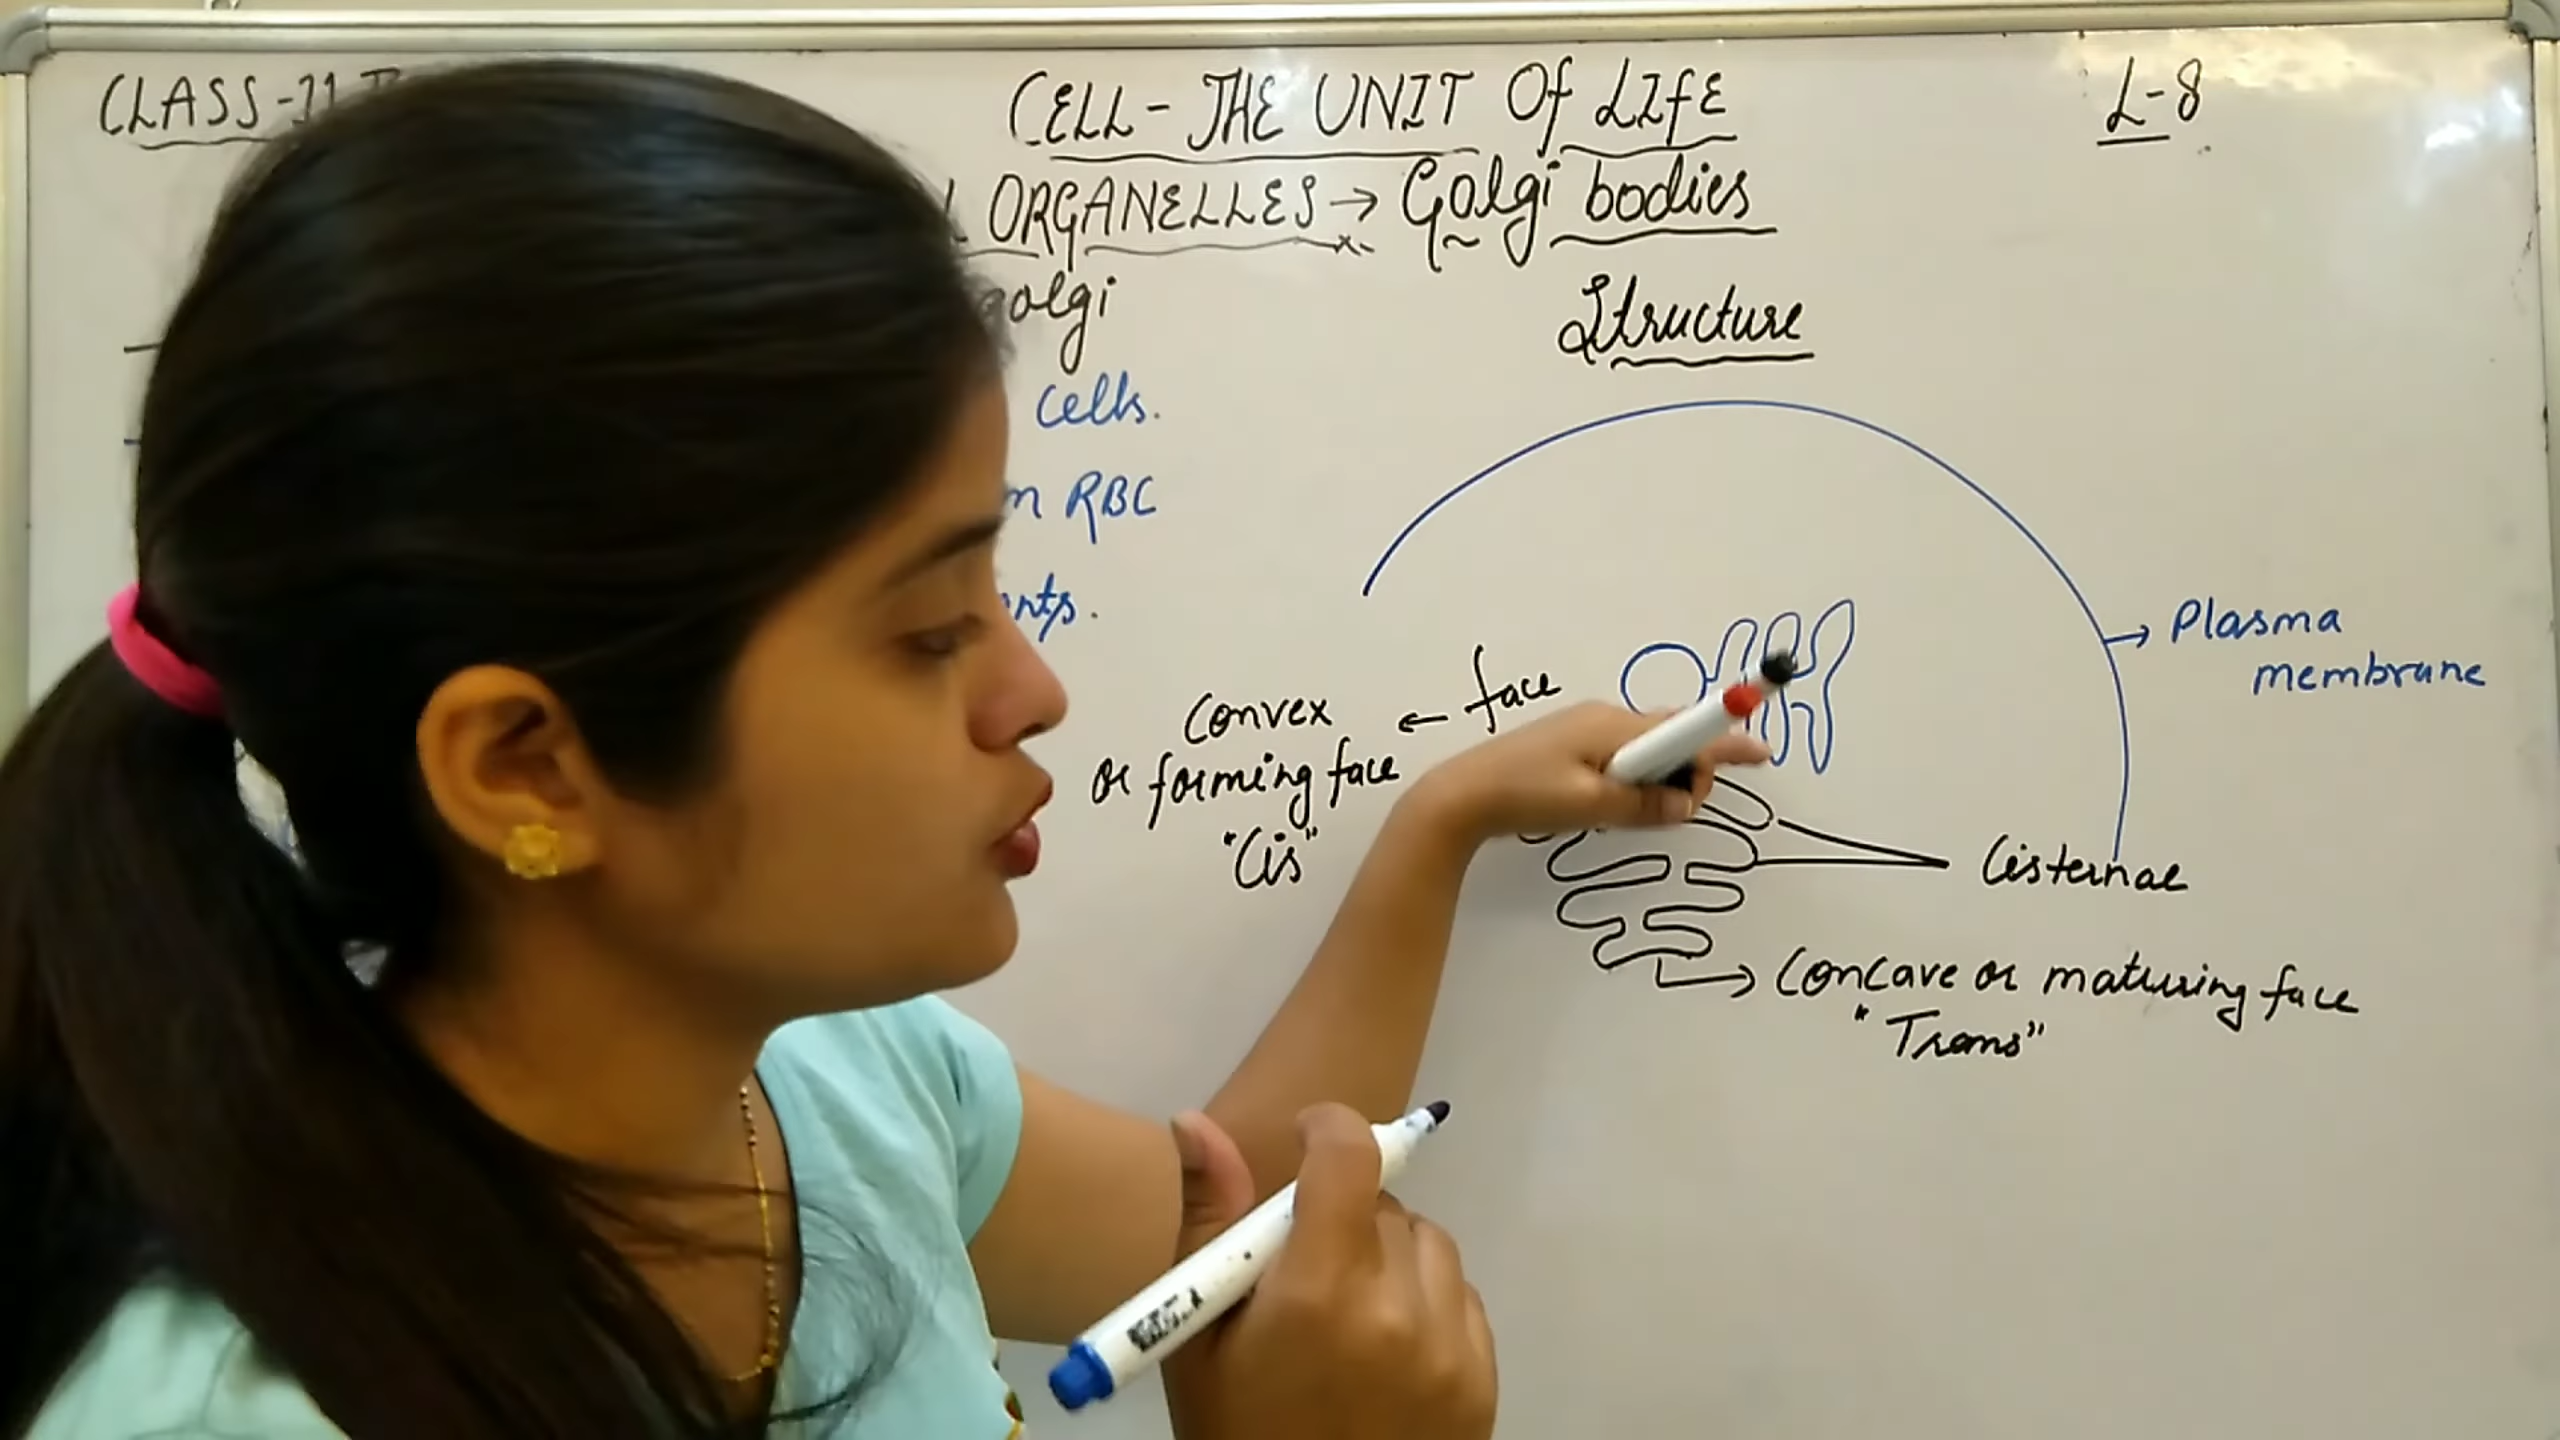 CLASS-11
CELL - THE UNIT Of LIfE
L-8
ORGANELLES → Golgi bodies
golgi
Structure
Cells.
RBC
Plasma
membrane
face
Convex ←
or forming face
"Cis"
Cisternae
Concave or maturing face
"Trans"